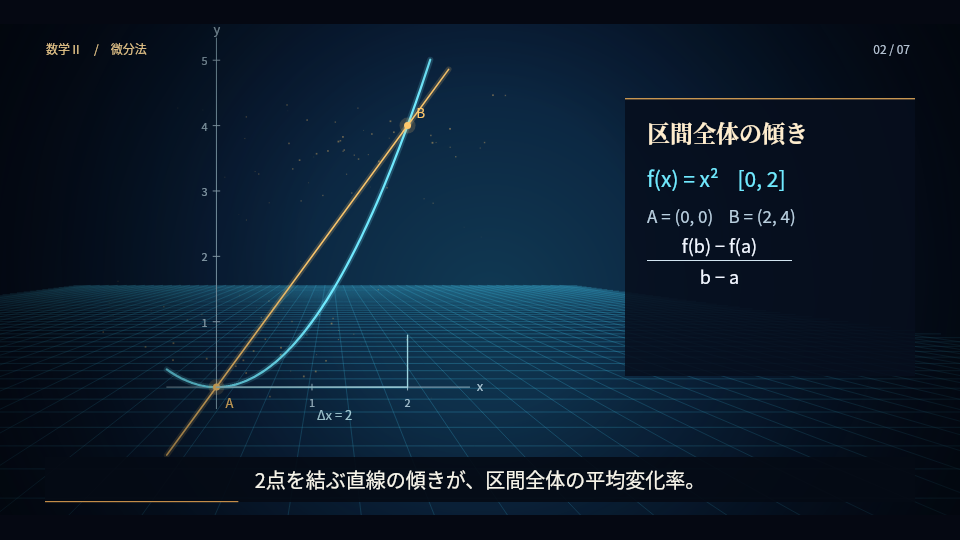 数学Ⅱ / 微分法
02 / 07
y
5
4
3
2
1
B
A
1
2
x
Δx = 2
区間全体の傾き
f(x) = x² [0, 2]
A = (0, 0) B = (2, 4)
f(b) − f(a)
b − a
2点を結ぶ直線の傾きが、区間全体の平均変化率。